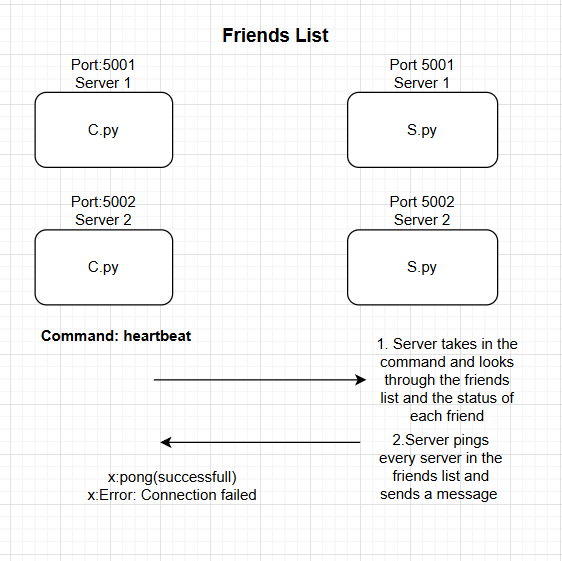 Friends List
Port:5001
Server 1
C.py
Port 5001
Server 1
S.py
Port:5002
Server 2
C.py
Port 5002
Server 2
S.py
Command: heartbeat
1. Server takes in the
command and looks
through the friends
list and the status of
each friend
2.Server pings
every server in the
friends list and
sends a message
x:pong(successfull)
x:Error: Connection failed